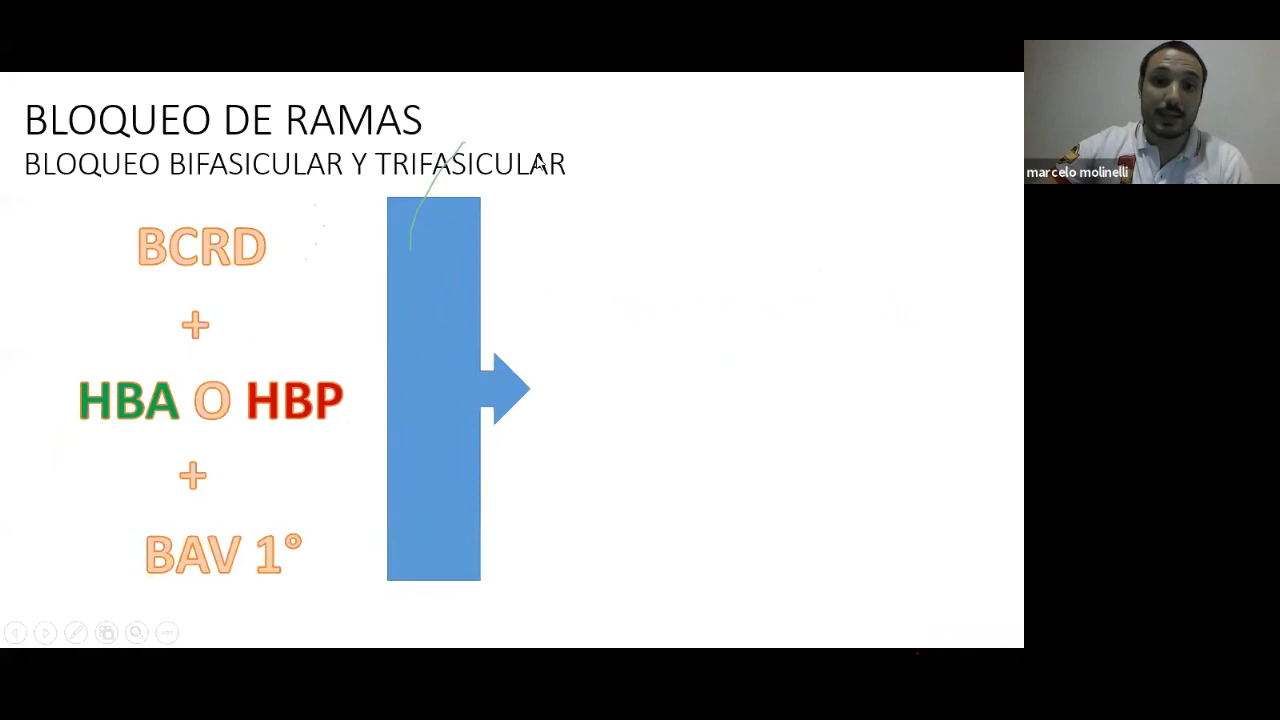 BLOQUEO DE RAMAS
BLOQUEO BIFASICULAR Y TRIFASICULAR
BCRD
+
HBA O HBP
+
BAV 1°
marcelo molinelli